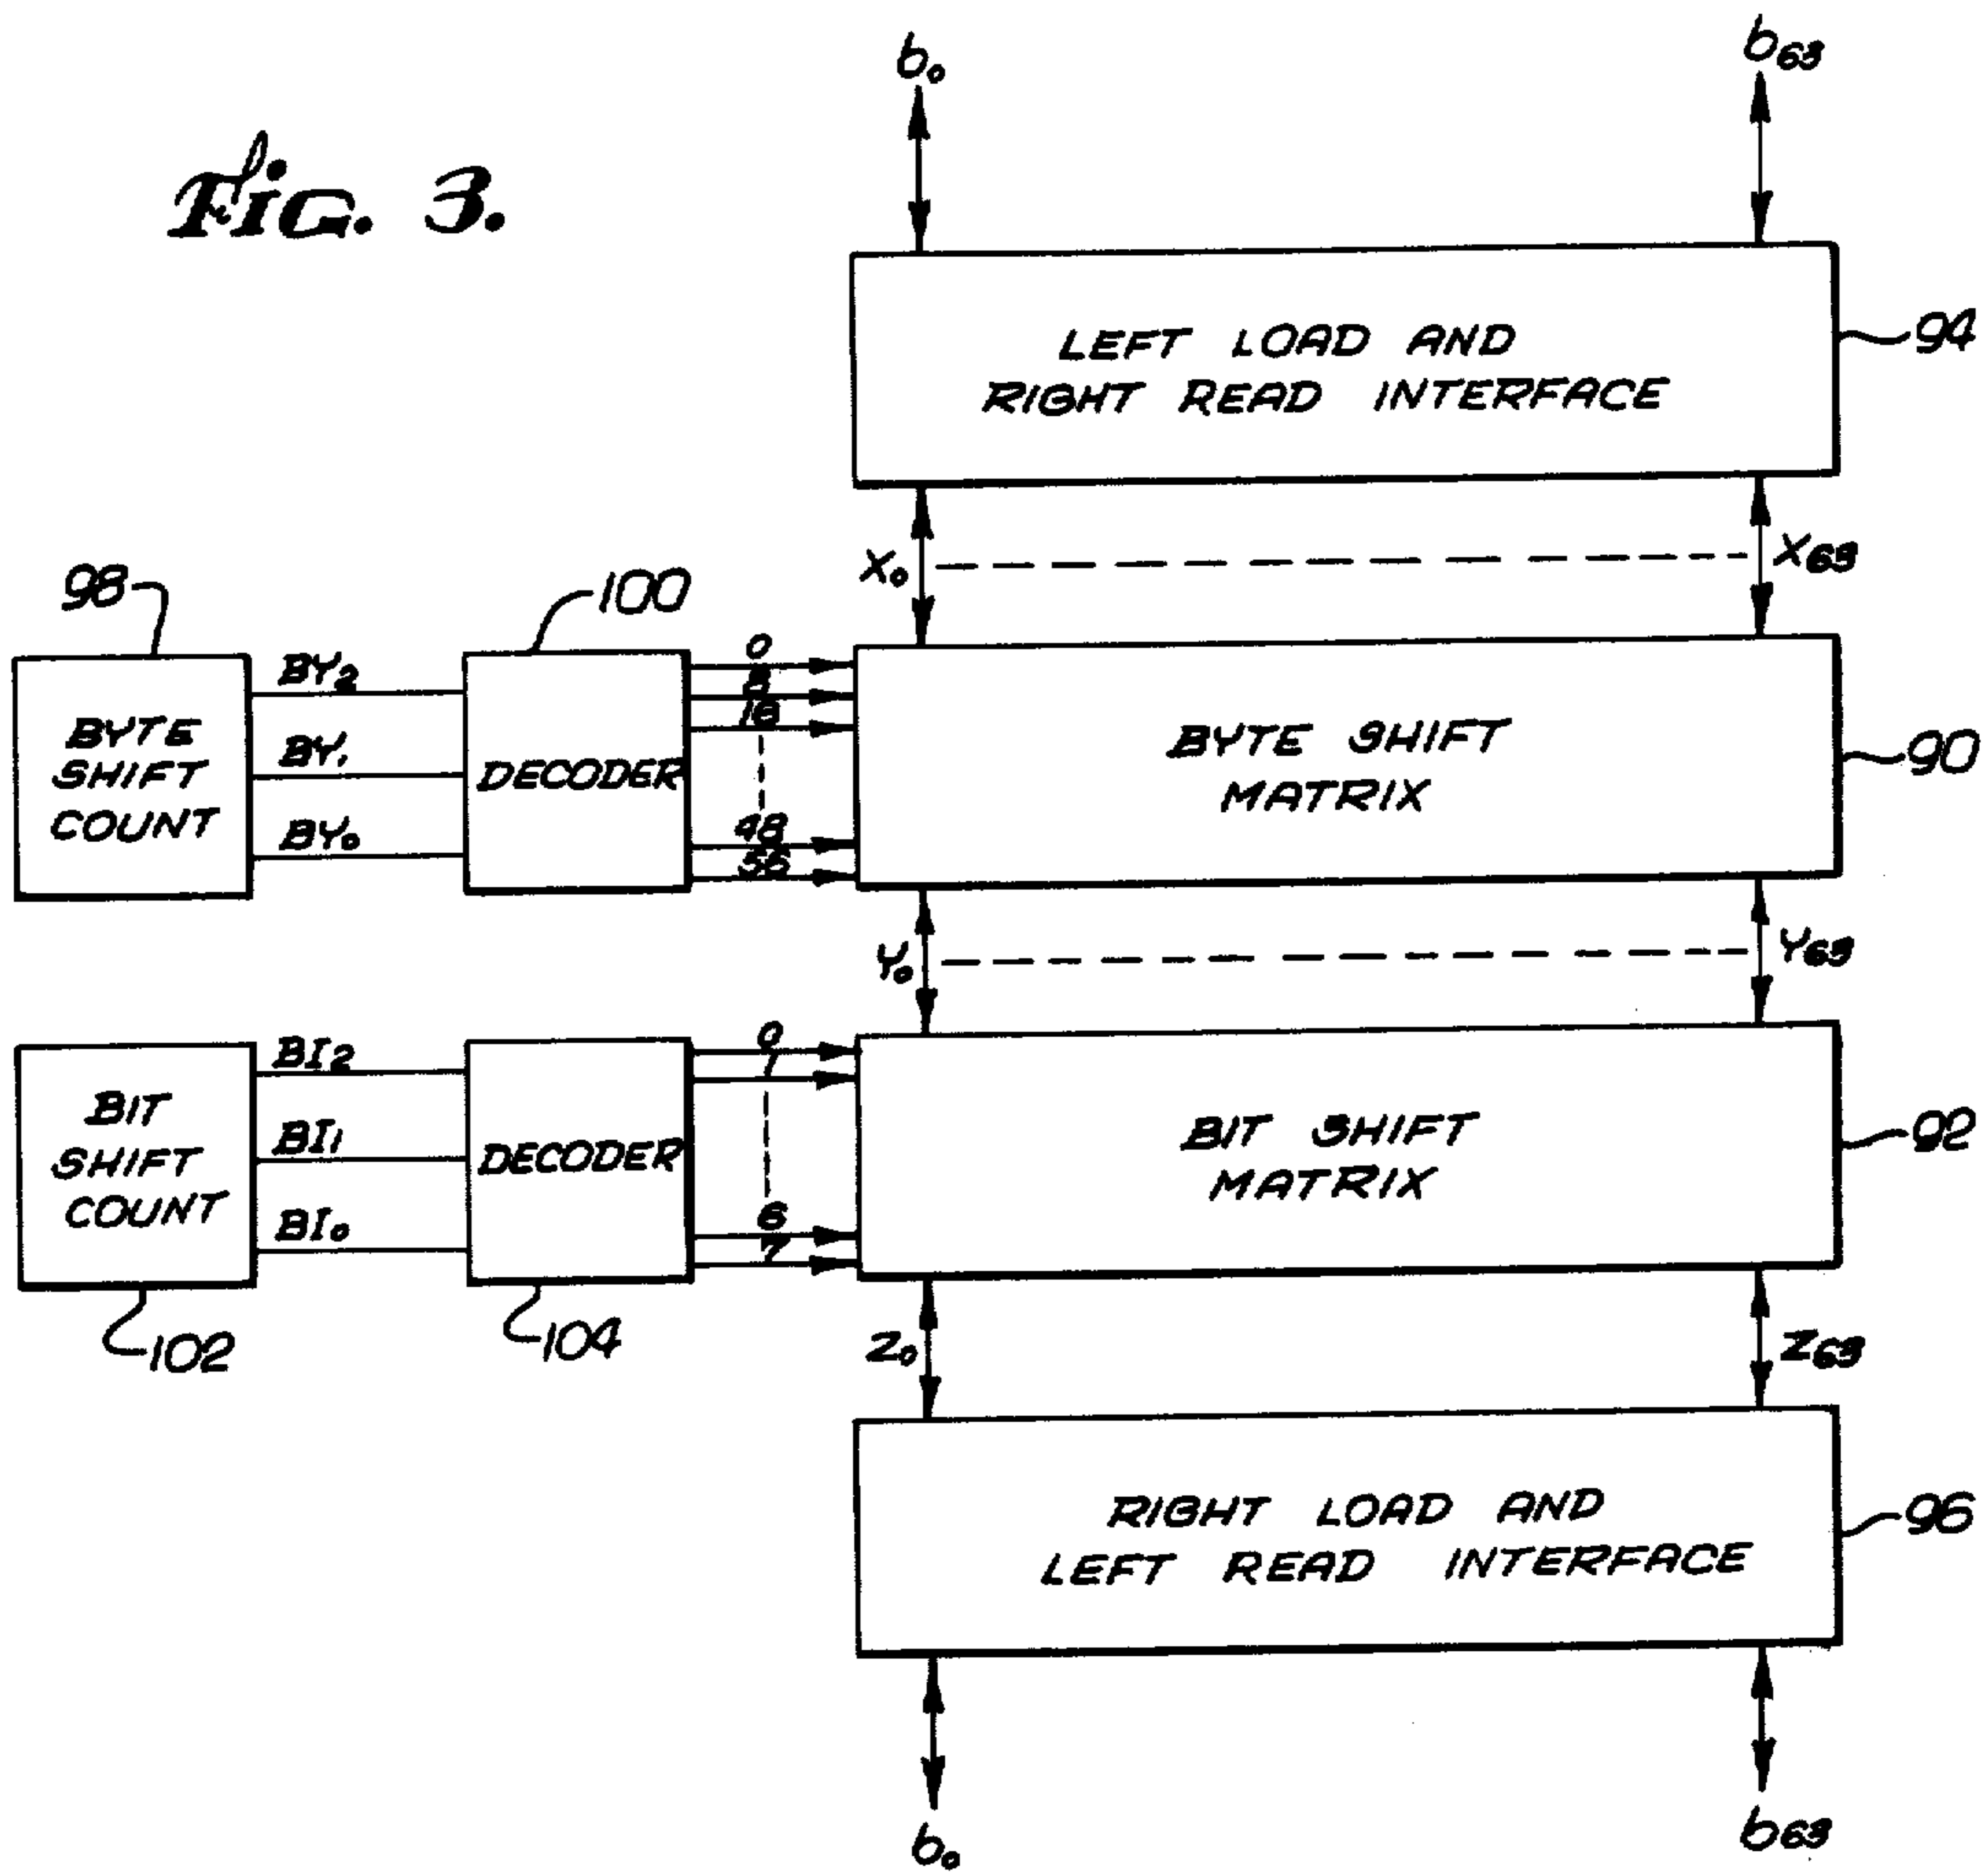 FIG. 3.
b₀
b₆₃
LEFT LOAD AND
RIGHT READ INTERFACE
94
X₀
X₆₃
98
100
BYTE
SHIFT
COUNT
BY₂
BY₁
BY₀
DECODER
0
8
16
48
56
BYTE SHIFT
MATRIX
90
Y₀
Y₆₃
BIT
SHIFT
COUNT
BI₂
BI₁
BI₀
DECODER
0
1
6
7
BIT SHIFT
MATRIX
92
102
104
Z₀
Z₆₃
RIGHT LOAD AND
LEFT READ INTERFACE
96
b₀
b₆₃